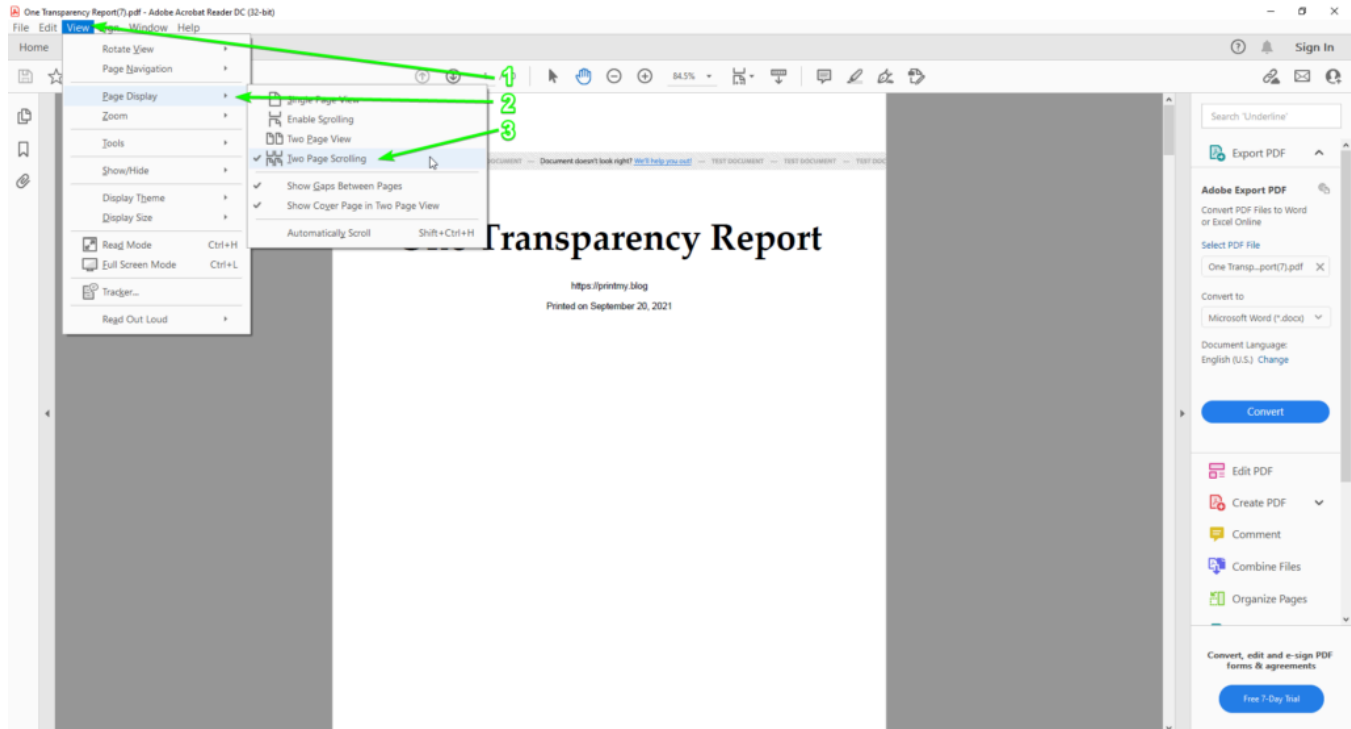 One Transparency Report(7).pdf - Adobe Acrobat Reader DC (32-bit)
File Edit View Sign Window Help
Home
Sign In
1
84.5%
Rotate View
Page Navigation
Page Display
Zoom
Tools
Show/Hide
Display Theme
Display Size
Read Mode Ctrl+H
Full Screen Mode Ctrl+L
Tracker...
Read Out Loud
2
3
Single Page View
Enable Scrolling
Two Page View
Two Page Scrolling
Show Gaps Between Pages
Show Cover Page in Two Page View
Automatically Scroll Shift+Ctrl+H
DOCUMENT — Document doesn't look right? We'll help you out! — TEST DOCUMENT — TEST DOCUMENT — TEST DOC
One Transparency Report
https://printmy.blog
Printed on September 20, 2021
Search 'Underline'
Export PDF
Adobe Export PDF
Convert PDF Files to Word
or Excel Online
Select PDF File
One Transp...port(7).pdf
Convert to
Microsoft Word (*.docx)
Document Language:
English (U.S.) Change
Convert
Edit PDF
Create PDF
Comment
Combine Files
Organize Pages
Convert, edit and e-sign PDF
forms & agreements
Free 7-Day Trial